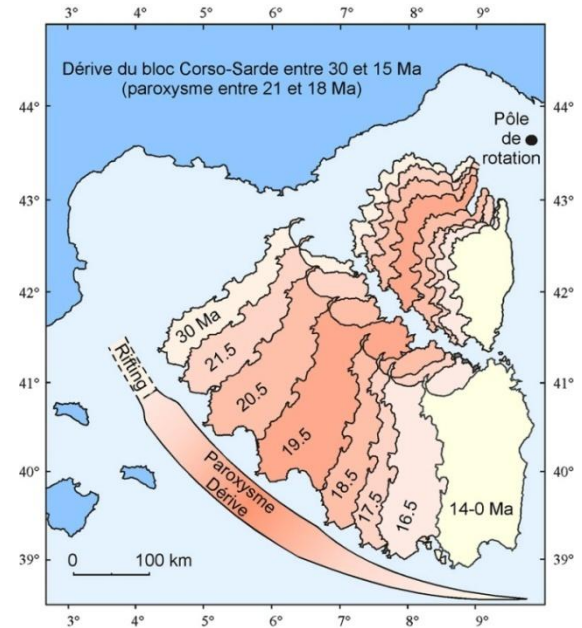 3° 4° 5° 6° 7° 8° 9°
Dérive du bloc Corso-Sarde entre 30 et 15 Ma
(paroxysme entre 21 et 18 Ma)
44° 44°
Pôle
de
rotation
43° 43°
42° 42°
30 Ma
Rifting
21.5
41° 41°
20.5
19.5
40° 40°
18.5
17.5
16.5
14-0 Ma
Paroxysme
Dérive
39° 39°
0 100 km
3° 4° 5° 6° 7° 8° 9°